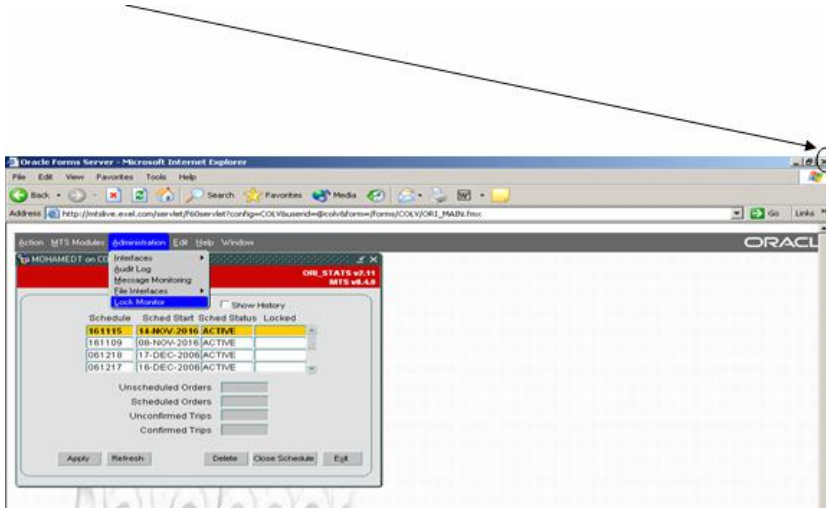 Oracle Forms Server - Microsoft Internet Explorer
File Edit View Favorites Tools Help
Back Search Favorites Media
Address http://mtslive.exel.com/servlet/f60servlet?config=COLV&userid=@colv&form=/forms/COLV/ORI_MAIN.fmx Go Links
Action MTS Modules Administration Edit Help Window ORACL
MOHAMEDT on CO
Interfaces
Audit Log
Message Monitoring
File Interfaces
Lock Monitor
ORI_STATS v2.11
MTS v8.4.0
Show History
Schedule Sched Start Sched Status Locked
161115 14-NOV-2016 ACTIVE
161109 08-NOV-2016 ACTIVE
061218 17-DEC-2006 ACTIVE
061217 16-DEC-2006 ACTIVE
Unscheduled Orders
Scheduled Orders
Unconfirmed Trips
Confirmed Trips
Apply Refresh Delete Close Schedule Exit